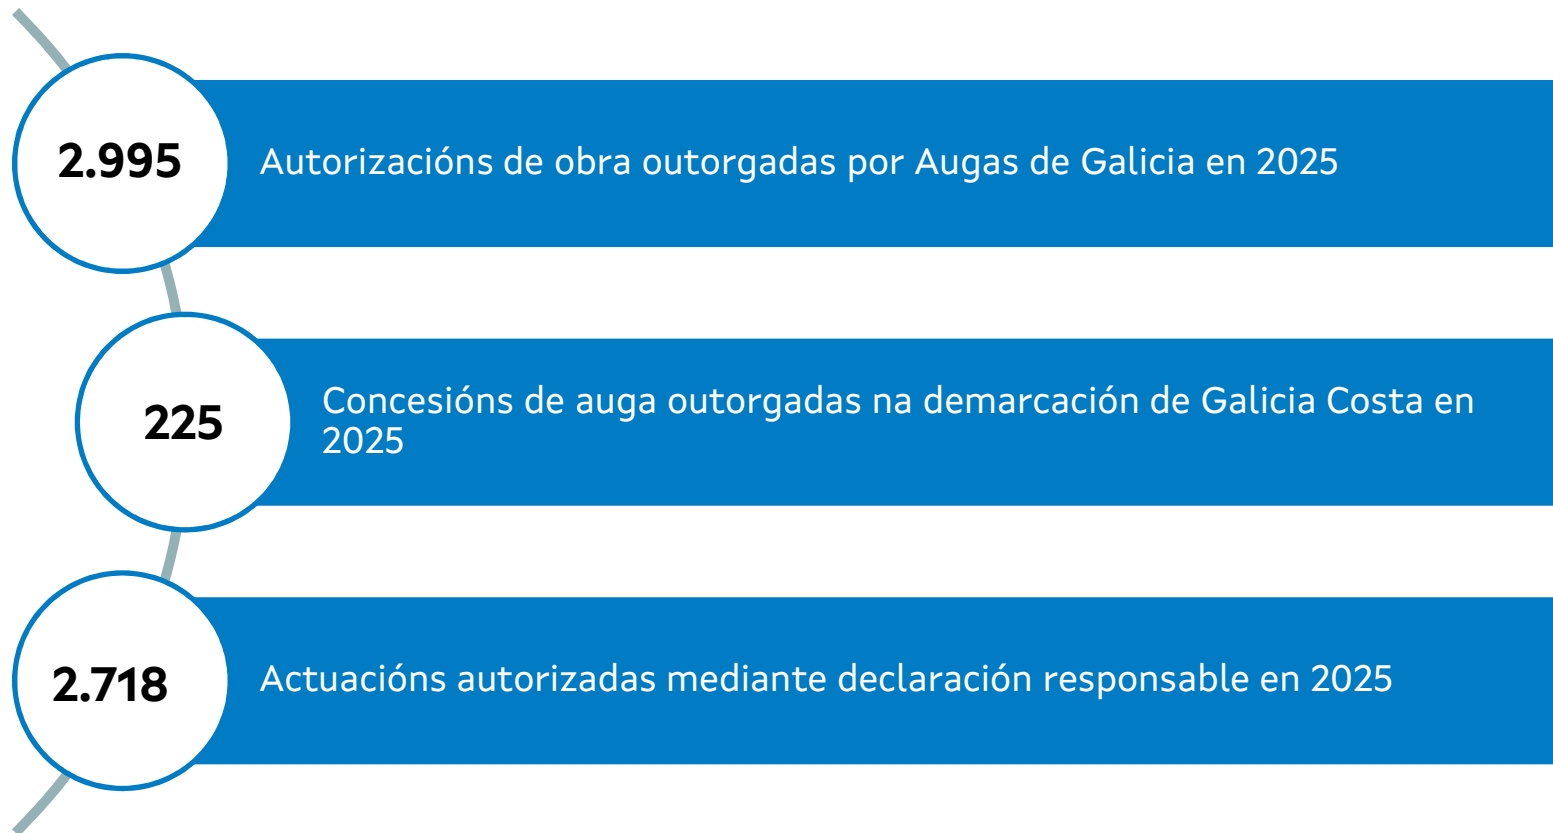 2.995
Autorizacións de obra outorgadas por Augas de Galicia en 2025
225
Concesións de auga outorgadas na demarcación de Galicia Costa en
2025
2.718
Actuacións autorizadas mediante declaración responsable en 2025